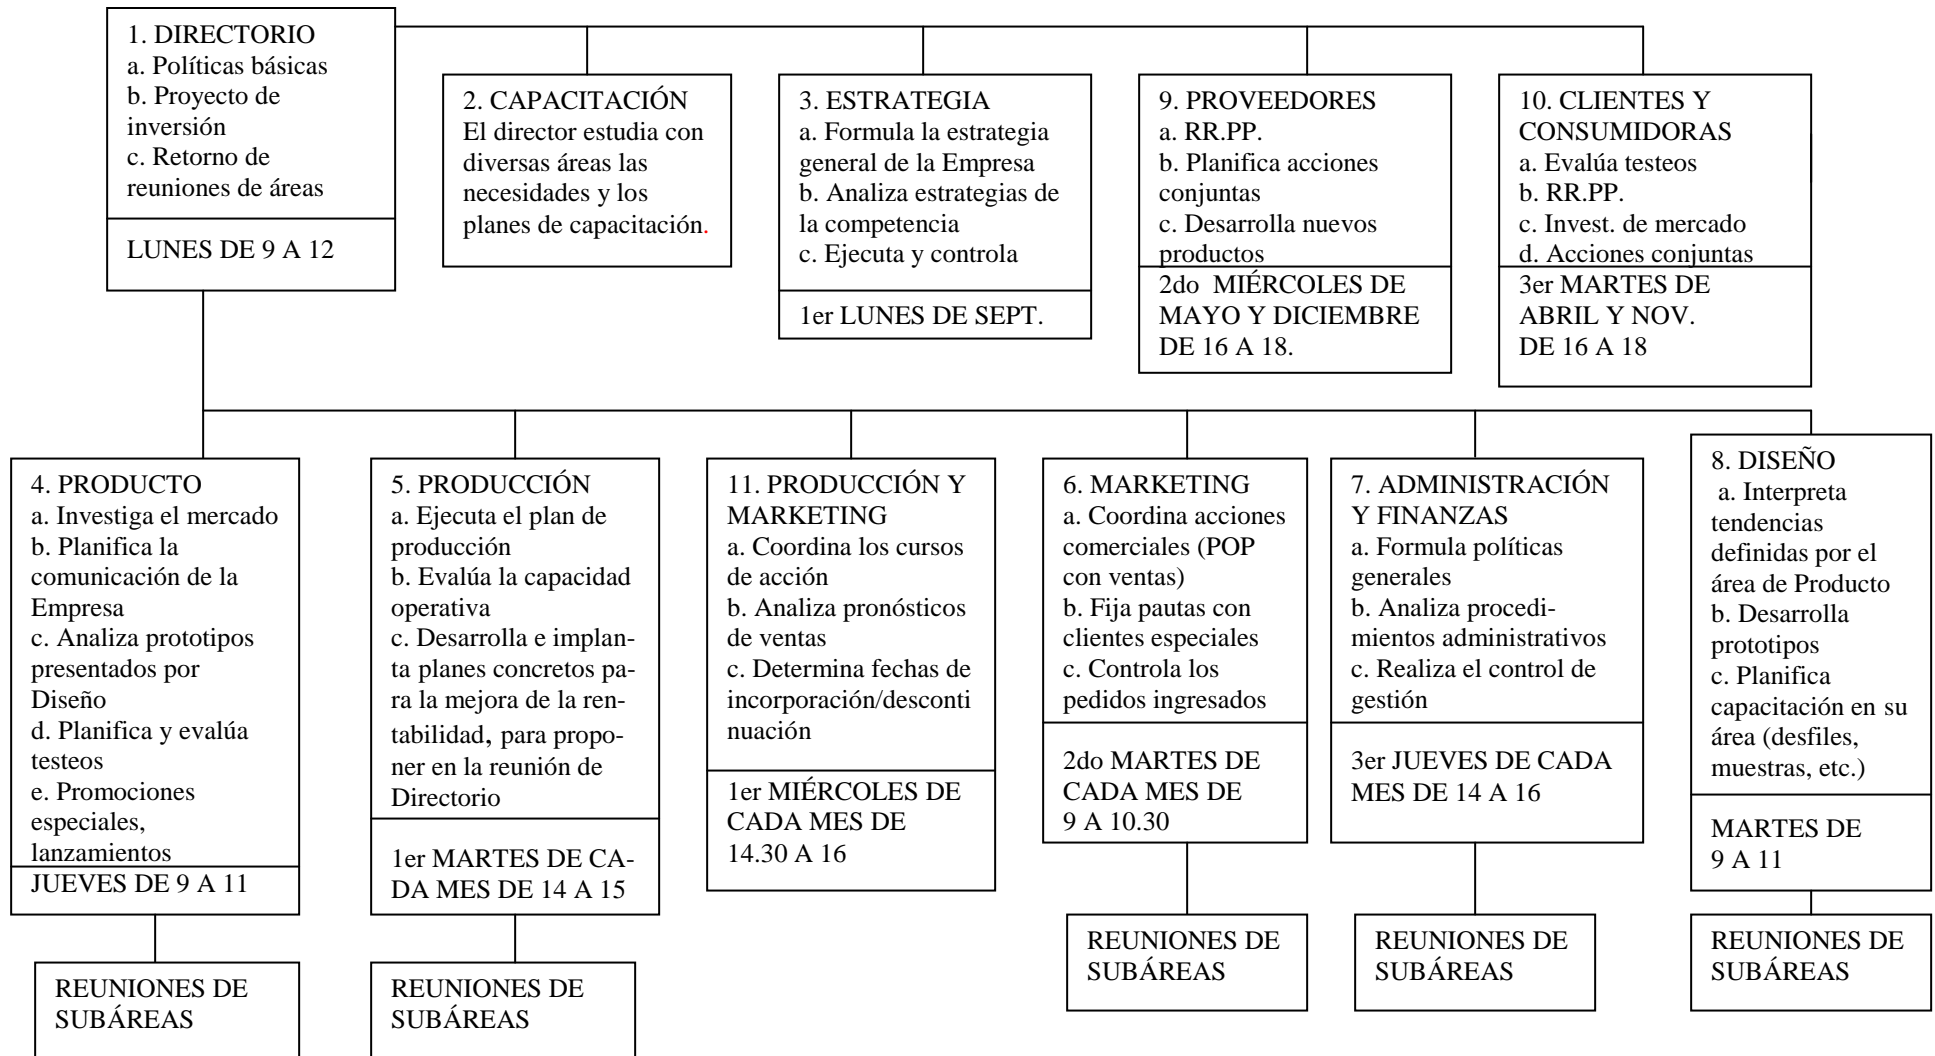 1. DIRECTORIO
a. Políticas básicas
b. Proyecto de
inversión
c. Retorno de
reuniones de áreas
LUNES DE 9 A 12
2. CAPACITACIÓN
El director estudia con
diversas áreas las
necesidades y los
planes de capacitación.
3. ESTRATEGIA
a. Formula la estrategia
general de la Empresa
b. Analiza estrategias de
la competencia
c. Ejecuta y controla
1er LUNES DE SEPT.
9. PROVEEDORES
a. RR.PP.
b. Planifica acciones
conjuntas
c. Desarrolla nuevos
productos
2do MIÉRCOLES DE
MAYO Y DICIEMBRE
DE 16 A 18.
10. CLIENTES Y
CONSUMIDORAS
a. Evalúa testeos
b. RR.PP.
c. Invest. de mercado
d. Acciones conjuntas
3er MARTES DE
ABRIL Y NOV.
DE 16 A 18
4. PRODUCTO
a. Investiga el mercado
b. Planifica la
comunicación de la
Empresa
c. Analiza prototipos
presentados por
Diseño
d. Planifica y evalúa
testeos
e. Promociones
especiales,
lanzamientos
JUEVES DE 9 A 11
REUNIONES DE
SUBÁREAS
5. PRODUCCIÓN
a. Ejecuta el plan de
producción
b. Evalúa la capacidad
operativa
c. Desarrolla e implan-
ta planes concretos pa-
ra la mejora de la ren-
tabilidad, para propo-
ner en la reunión de
Directorio
1er MARTES DE CA-
DA MES DE 14 A 15
REUNIONES DE
SUBÁREAS
11. PRODUCCIÓN Y
MARKETING
a. Coordina los cursos
de acción
b. Analiza pronósticos
de ventas
c. Determina fechas de
incorporación/desconti
nuación
1er MIÉRCOLES DE
CADA MES DE
14.30 A 16
6. MARKETING
a. Coordina acciones
comerciales (POP
con ventas)
b. Fija pautas con
clientes especiales
c. Controla los
pedidos ingresados
2do MARTES DE
CADA MES DE
9 A 10.30
REUNIONES DE
SUBÁREAS
7. ADMINISTRACIÓN
Y FINANZAS
a. Formula políticas
generales
b. Analiza procedi-
mientos administrativos
c. Realiza el control de
gestión
3er JUEVES DE CADA
MES DE 14 A 16
REUNIONES DE
SUBÁREAS
8. DISEÑO
a. Interpreta
tendencias
definidas por el
área de Producto
b. Desarrolla
prototipos
c. Planifica
capacitación en su
área (desfiles,
muestras, etc.)
MARTES DE
9 A 11
REUNIONES DE
SUBÁREAS